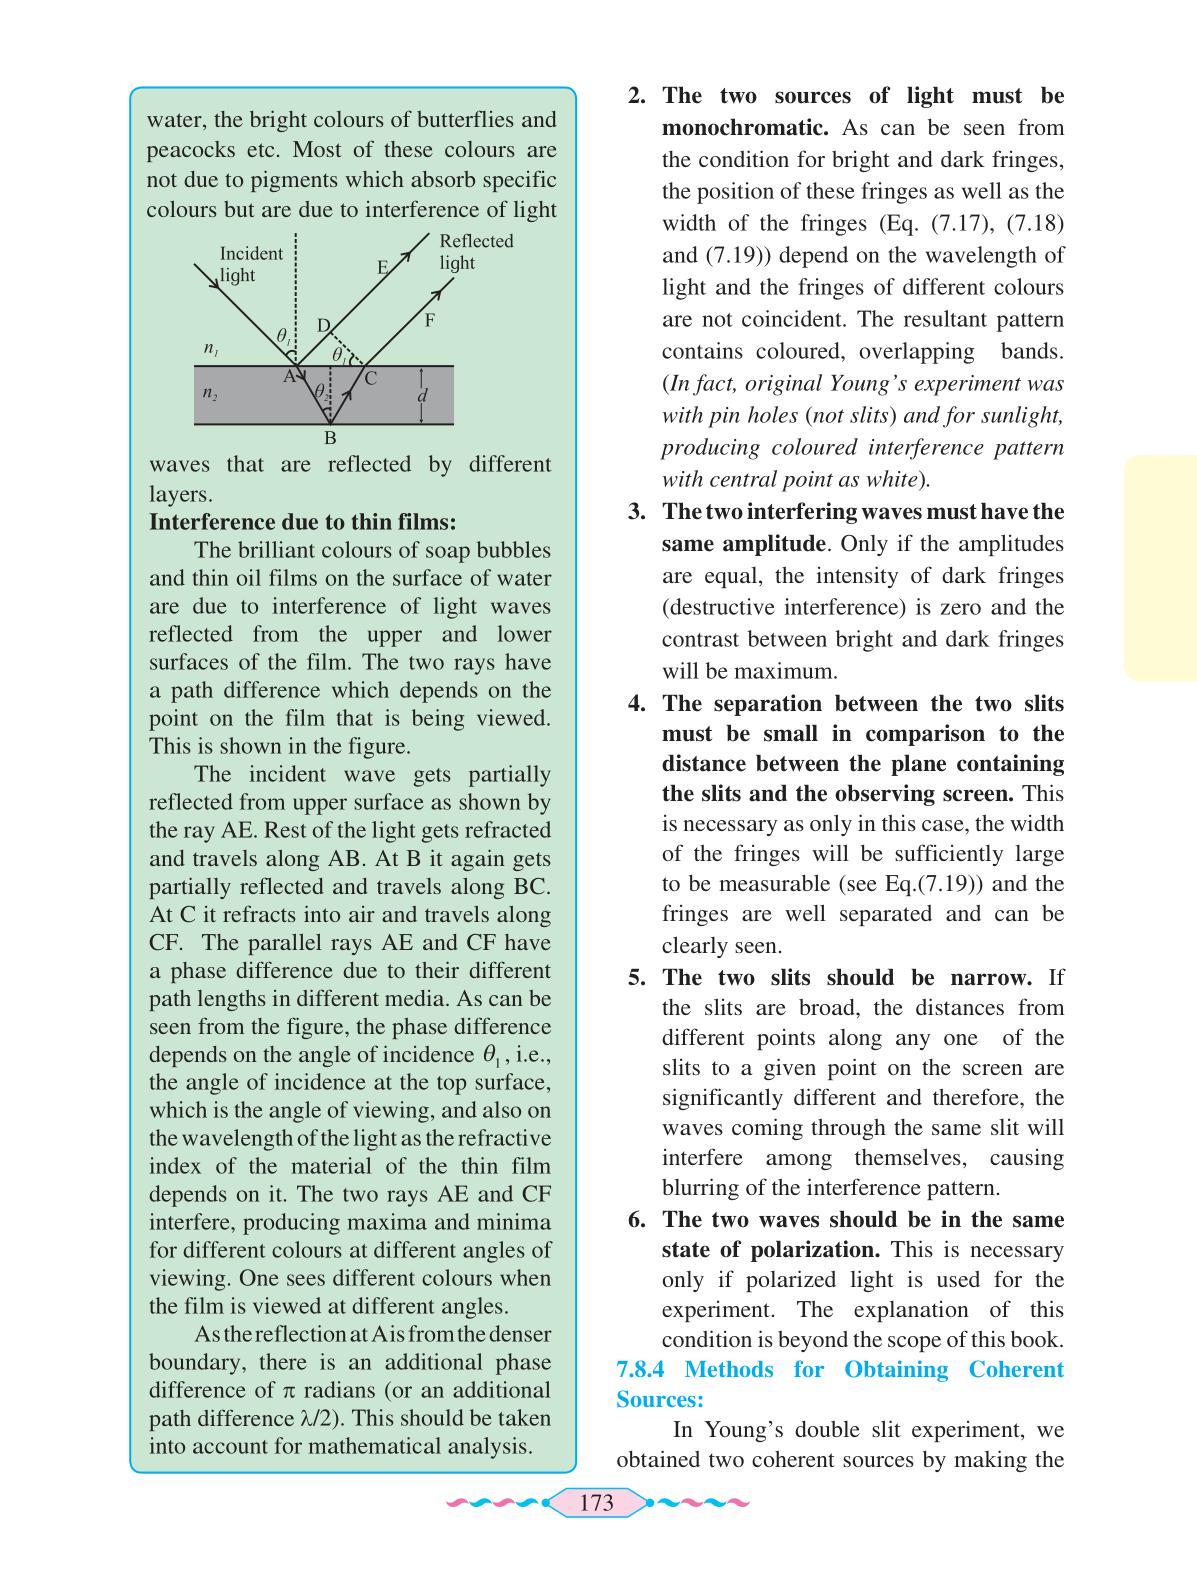 water, the bright colours of butterflies and
peacocks etc. Most of these colours are
not due to pigments which absorb specific
colours but are due to interference of light
Incident
light
Reflected
light
E
D
F
θ₁
θ₁
n₁
A
C
θ₂
n₂
d
B
waves that are reflected by different
layers.
Interference due to thin films:
The brilliant colours of soap bubbles
and thin oil films on the surface of water
are due to interference of light waves
reflected from the upper and lower
surfaces of the film. The two rays have
a path difference which depends on the
point on the film that is being viewed.
This is shown in the figure.
The incident wave gets partially
reflected from upper surface as shown by
the ray AE. Rest of the light gets refracted
and travels along AB. At B it again gets
partially reflected and travels along BC.
At C it refracts into air and travels along
CF. The parallel rays AE and CF have
a phase difference due to their different
path lengths in different media. As can be
seen from the figure, the phase difference
depends on the angle of incidence θ₁, i.e.,
the angle of incidence at the top surface,
which is the angle of viewing, and also on
the wavelength of the light as the refractive
index of the material of the thin film
depends on it. The two rays AE and CF
interfere, producing maxima and minima
for different colours at different angles of
viewing. One sees different colours when
the film is viewed at different angles.
As the reflection at A is from the denser
boundary, there is an additional phase
difference of π radians (or an additional
path difference λ/2). This should be taken
into account for mathematical analysis.
2. The two sources of light must be
monochromatic. As can be seen from
the condition for bright and dark fringes,
the position of these fringes as well as the
width of the fringes (Eq. (7.17), (7.18)
and (7.19)) depend on the wavelength of
light and the fringes of different colours
are not coincident. The resultant pattern
contains coloured, overlapping bands.
(In fact, original Young's experiment was
with pin holes (not slits) and for sunlight,
producing coloured interference pattern
with central point as white).
3. The two interfering waves must have the
same amplitude. Only if the amplitudes
are equal, the intensity of dark fringes
(destructive interference) is zero and the
contrast between bright and dark fringes
will be maximum.
4. The separation between the two slits
must be small in comparison to the
distance between the plane containing
the slits and the observing screen. This
is necessary as only in this case, the width
of the fringes will be sufficiently large
to be measurable (see Eq.(7.19)) and the
fringes are well separated and can be
clearly seen.
5. The two slits should be narrow. If
the slits are broad, the distances from
different points along any one of the
slits to a given point on the screen are
significantly different and therefore, the
waves coming through the same slit will
interfere among themselves, causing
blurring of the interference pattern.
6. The two waves should be in the same
state of polarization. This is necessary
only if polarized light is used for the
experiment. The explanation of this
condition is beyond the scope of this book.
7.8.4 Methods for Obtaining Coherent
Sources:
In Young's double slit experiment, we
obtained two coherent sources by making the
173